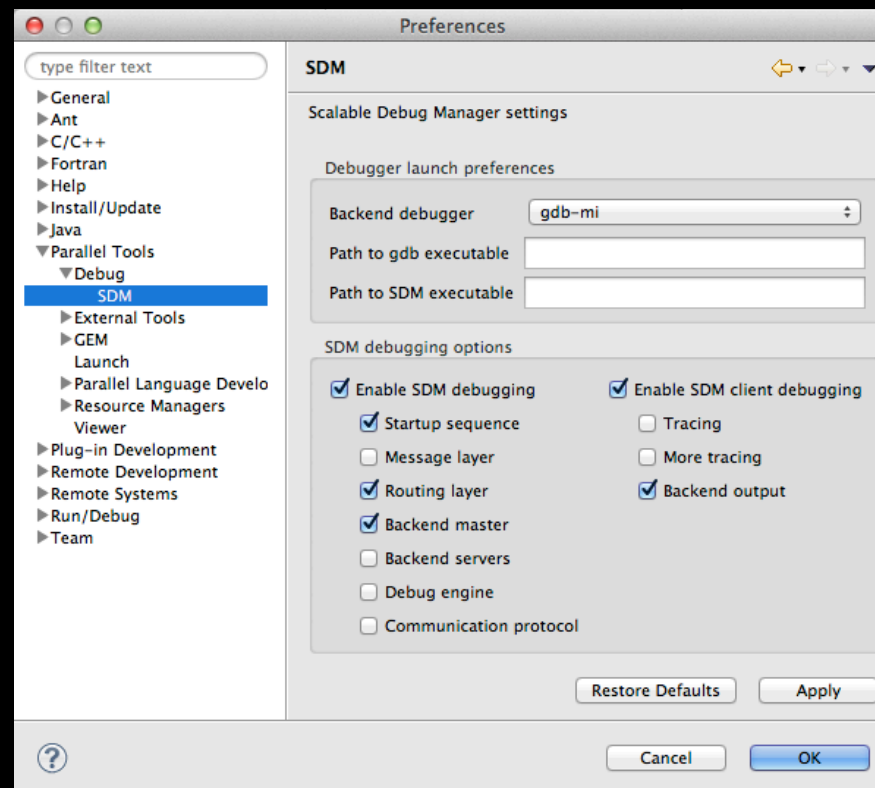 Preferences
type filter text
General
Ant
C/C++
Fortran
Help
Install/Update
Java
Parallel Tools
Debug
SDM
External Tools
GEM
Launch
Parallel Language Develo
Resource Managers
Viewer
Plug-in Development
Remote Development
Remote Systems
Run/Debug
Team
SDM
Scalable Debug Manager settings
Debugger launch preferences
Backend debugger gdb-mi
Path to gdb executable
Path to SDM executable
SDM debugging options
Enable SDM debugging Enable SDM client debugging
Startup sequence Tracing
Message layer More tracing
Routing layer Backend output
Backend master
Backend servers
Debug engine
Communication protocol
Restore Defaults Apply
? Cancel OK